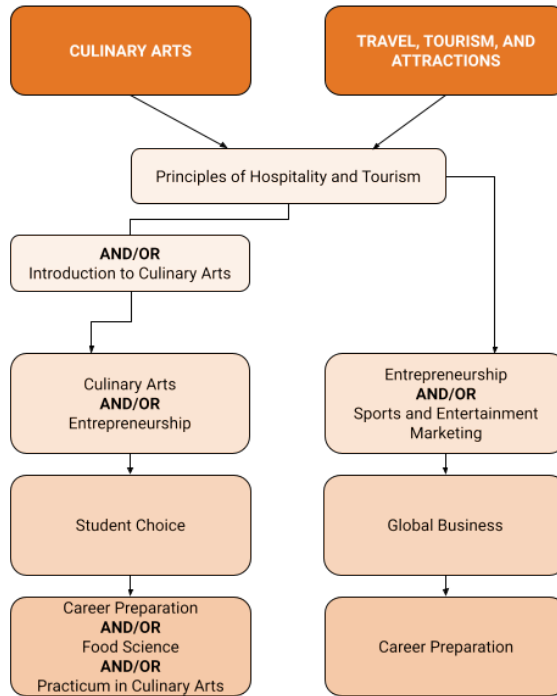 CULINARY ARTS
TRAVEL, TOURISM, AND
ATTRACTIONS
Principles of Hospitality and Tourism
AND/OR
Introduction to Culinary Arts
Culinary Arts
AND/OR
Entrepreneurship
Entrepreneurship
AND/OR
Sports and Entertainment
Marketing
Student Choice
Global Business
Career Preparation
AND/OR
Food Science
AND/OR
Practicum in Culinary Arts
Career Preparation